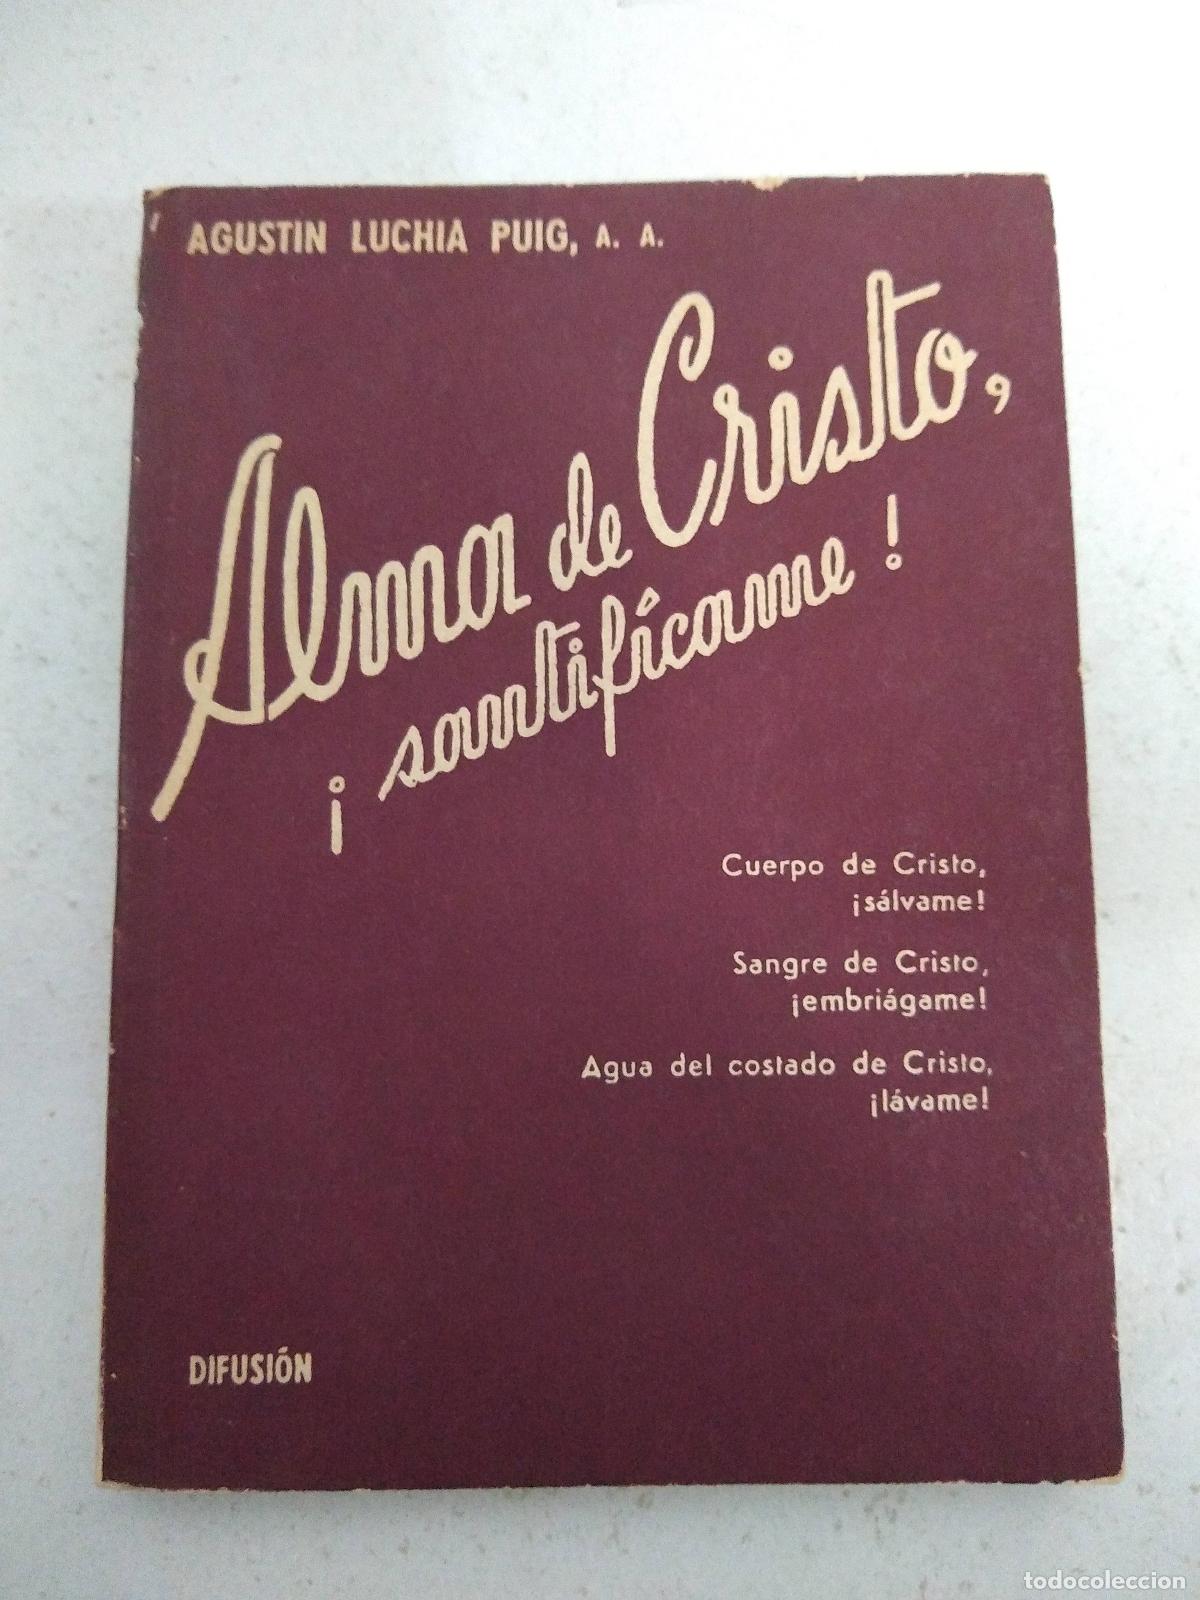 AGUSTIN LUCHIA PUIG, A. A.
Alma de Cristo,
¡santifícame!
Cuerpo de Cristo,
¡sálvame!
Sangre de Cristo,
¡embriágame!
Agua del costado de Cristo,
¡lávame!
DIFUSIÓN
todocoleccion